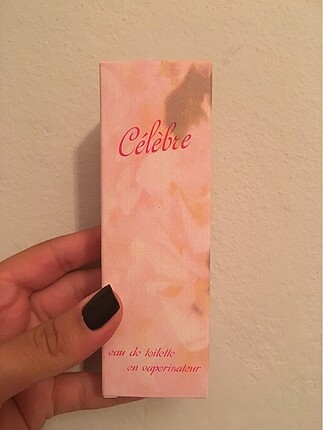 Célèbre
eau de toilette
en vaporisateur